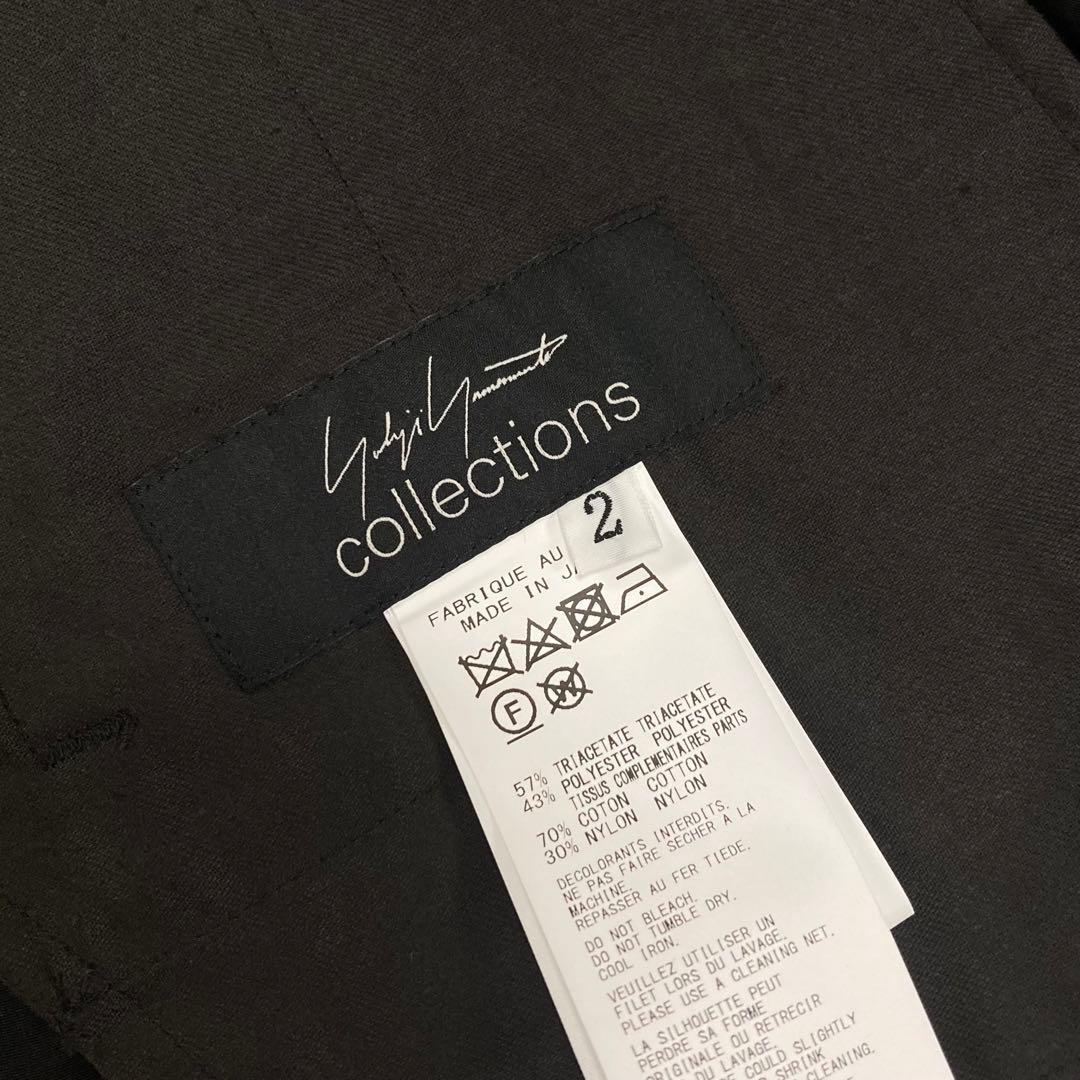 Yohji Yamamoto
collections
2
FABRIQUE AU
MADE IN JA
F
W
57% TRIACETATE TRIACETATE
43% POLYESTER POLYESTER
TISSUS COMPLEMENTAIRES PARTS
70% COTON COTTON
30% NYLON NYLON
DECOLORANTS INTERDITS.
NE PAS FAIRE SECHER A LA
MACHINE.
REPASSER AU FER TIEDE.
DO NOT BLEACH.
DO NOT TUMBLE DRY.
COOL IRON.
VEUILLEZ UTILISER UN
FILET LORS DU LAVAGE.
PLEASE USE A CLEANING NET.
LA SILHOUETTE PEUT
PERDRE SA FORME
ORIGINALE OU RETRECIR
DU LAVAGE.
COULD SLIGHTLY
SHRINK
CLEANING.